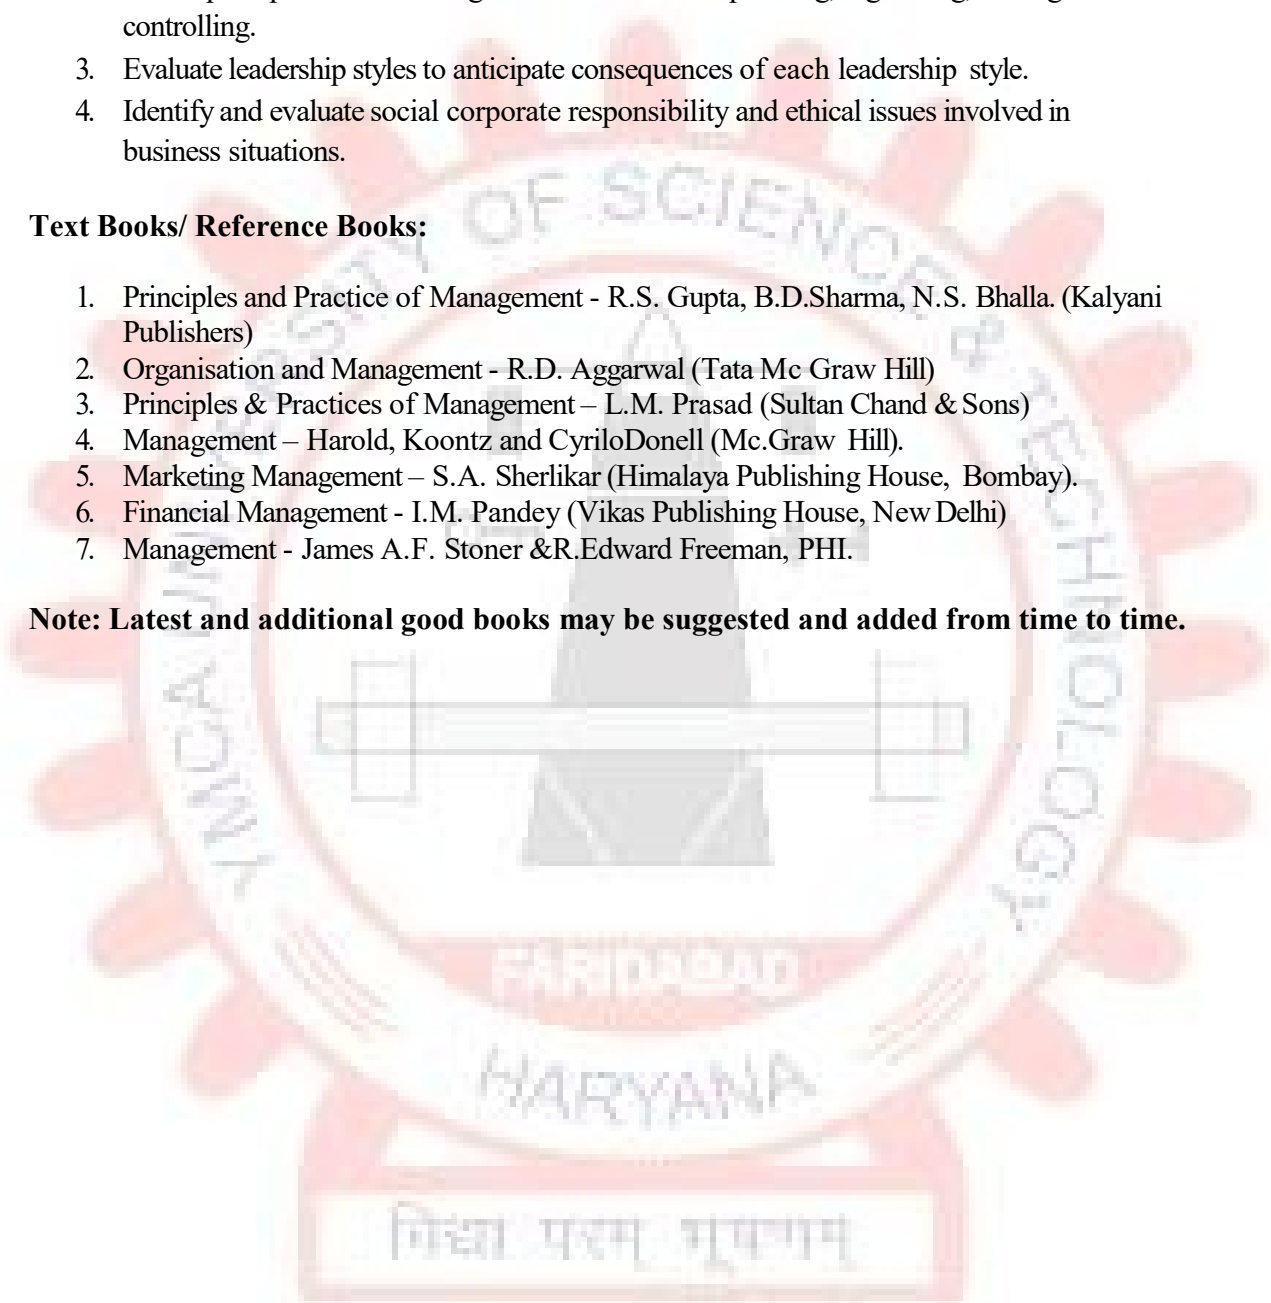 controlling.
3. Evaluate leadership styles to anticipate consequences of each leadership style.
4. Identify and evaluate social corporate responsibility and ethical issues involved in
business situations.
Text Books/ Reference Books:
1. Principles and Practice of Management - R.S. Gupta, B.D.Sharma, N.S. Bhalla. (Kalyani
Publishers)
2. Organisation and Management - R.D. Aggarwal (Tata Mc Graw Hill)
3. Principles & Practices of Management – L.M. Prasad (Sultan Chand & Sons)
4. Management – Harold, Koontz and CyriloDonell (Mc.Graw Hill).
5. Marketing Management – S.A. Sherlikar (Himalaya Publishing House, Bombay).
6. Financial Management - I.M. Pandey (Vikas Publishing House, New Delhi)
7. Management - James A.F. Stoner &R.Edward Freeman, PHI.
Note: Latest and additional good books may be suggested and added from time to time.
YMCA UNIVERSITY OF SCIENCE & TECHNOLOGY
FARIDABAD
HARYANA
विद्या परम भूषणम्